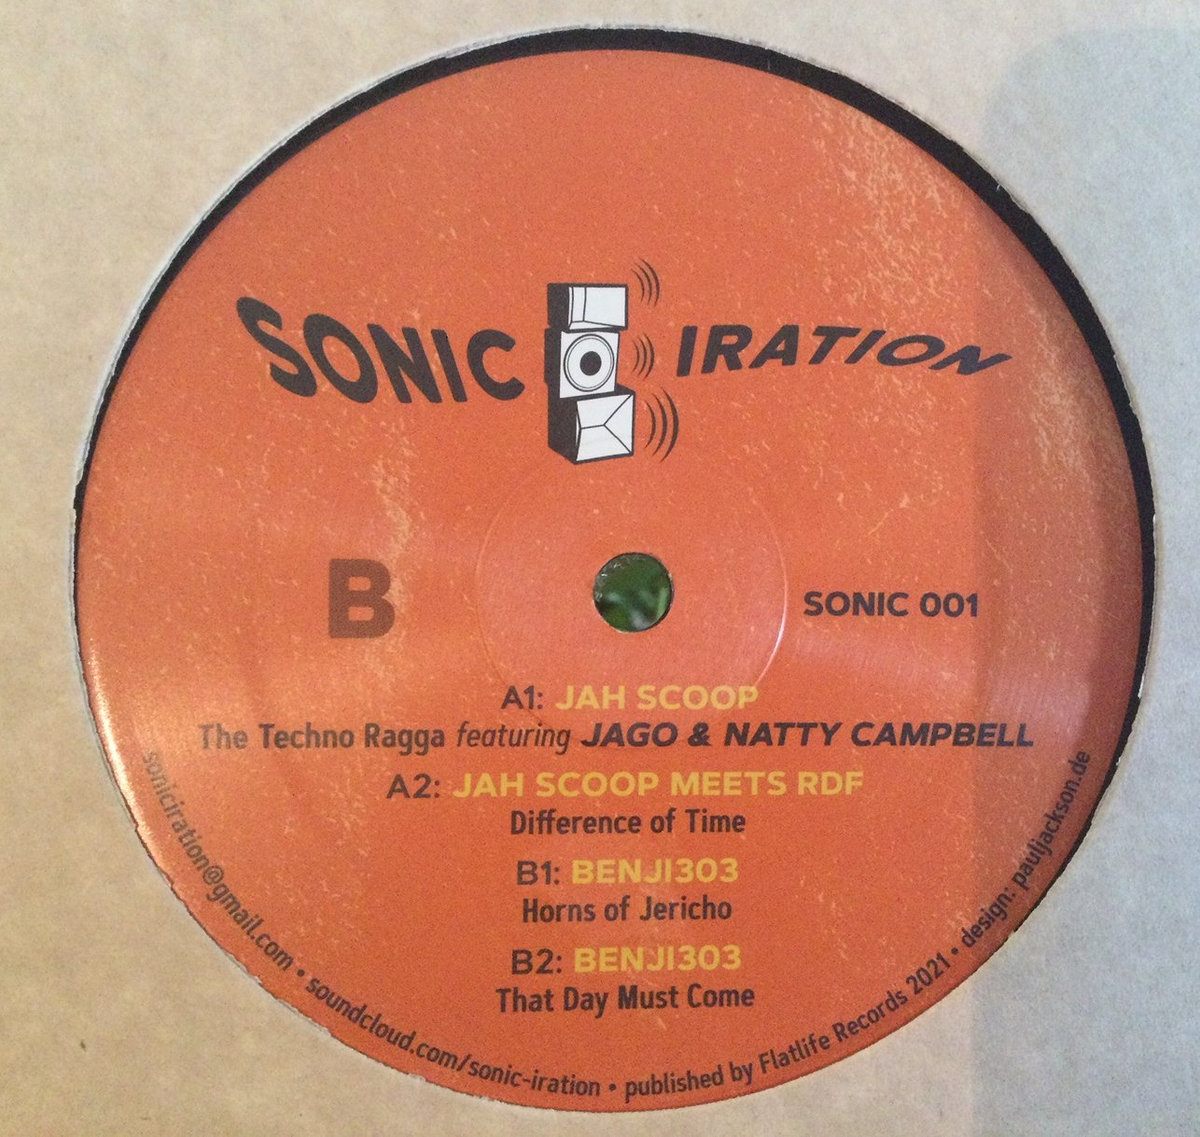 SONIC IRATION
B
SONIC 001
A1: JAH SCOOP
The Techno Ragga featuring JAGO & NATTY CAMPBELL
A2: JAH SCOOP MEETS RDF
Difference of Time
B1: BENJI303
Horns of Jericho
B2: BENJI303
That Day Must Come
soniciration@gmail.com • soundcloud.com/sonic-iration • published by Flatlife Records 2021 • design: pauljackson.de